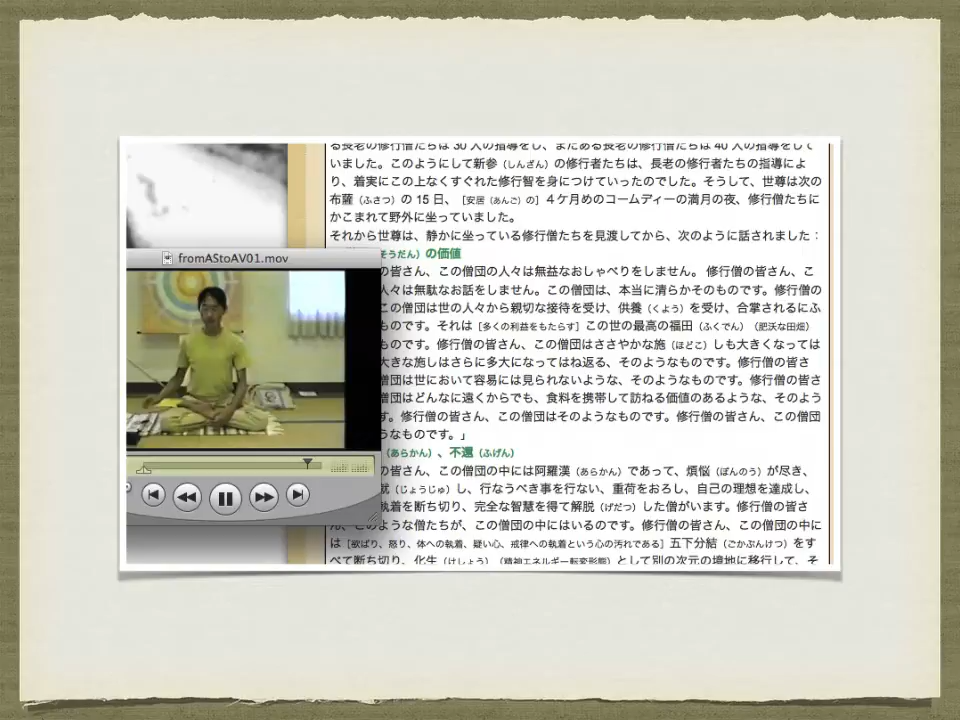 る長老の修行僧たちは 30 人の指導をし、またある長老の修行僧たちは 40 人の指導をして
いました。このようにして新参（しんざん）の修行者たちは、長老の修行者たちの指導によ
り、着実にこの上なくすぐれた修行智を身につけていったのでした。そうして、世尊は次の
布薩（ふさつ）の 15 日、［安居（あんご）の］４ケ月めのコームディーの満月の夜、修行僧たちに
かこまれて野外に坐っていました。
それから世尊は、静かに坐っている修行僧たちを見渡してから、次のように話されました：
そうだん）の価値
fromAStoAV01.mov
の皆さん、この僧団の人々は無益なおしゃべりをしません。 修行僧の皆さん、こ
人々は無駄なお話をしません。この僧団は、本当に清らかそのものです。修行僧の
この僧団は世の人々から親切な接待を受け、供養（くよう）を受け、合掌されるにふ
ものです。それは［多くの利益をもたらす］この世の最高の福田（ふくでん）（肥沃な田畑）
ものです。修行僧の皆さん、この僧団はささやかな施（ほどこ）しも大きくなっては
大きな施しはさらに多大になってはね返る、そのようなものです。修行僧の皆さ
僧団は世において容易には見られないような、そのようなものです。修行僧の皆さ
僧団はどんなに遠くからでも、食料を携帯して訪ねる価値のあるような、そのよう
す。修行僧の皆さん、この僧団はそのようなものです。修行僧の皆さん、この僧団
うなものです。」
（あらかん）、不還（ふげん）
の皆さん、この僧団の中には阿羅漢（あらかん）であって、煩悩（ぼんのう）が尽き、
就（じょうじゅ）し、行なうべき事を行ない、重荷をおろし、自己の理想を達成し、
執着を断ち切り、完全な智慧を得て解脱（げだつ）した僧がいます。修行僧の皆さ
ん、このような僧たちが、この僧団の中にはいるのです。修行僧の皆さん、この僧団の中に
は［欲ばり、怒り、体への執着、疑い心、戒律への執着という心の汚れである］五下分結（ごかぶんけつ）をす
べて断ち切り、化生（けしょう）（精神エネルギー転変形態）として別の次元の境地に移行して、そ